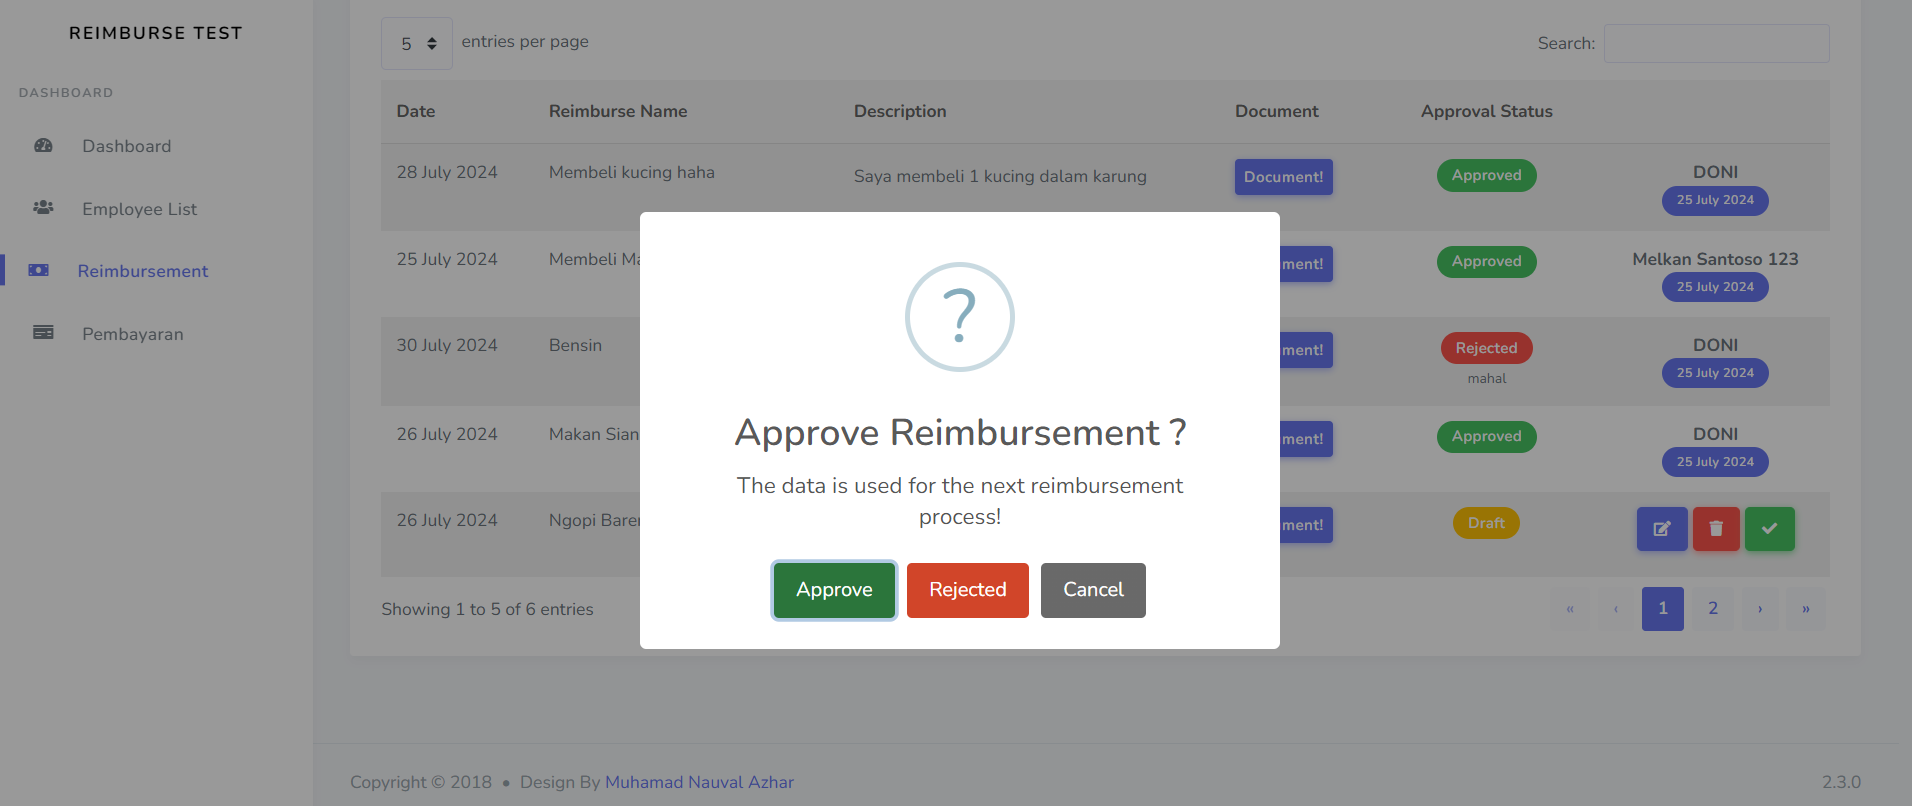 REIMBURSE TEST
DASHBOARD
Dashboard
Employee List
Reimbursement
Pembayaran
5 entries per page
Search:
Date Reimburse Name Description Document Approval Status
28 July 2024 Membeli kucing haha Saya membeli 1 kucing dalam karung Document! Approved DONI
25 July 2024
25 July 2024 Membeli Ma ment! Approved Melkan Santoso 123
25 July 2024
30 July 2024 Bensin ment! Rejected DONI
mahal 25 July 2024
26 July 2024 Makan Sian ment! Approved DONI
25 July 2024
26 July 2024 Ngopi Barer ment! Draft
Showing 1 to 5 of 6 entries
« ‹ 1 2 › »
?
Approve Reimbursement ?
The data is used for the next reimbursement
process!
Approve Rejected Cancel
Copyright © 2018 • Design By Muhamad Nauval Azhar
2.3.0